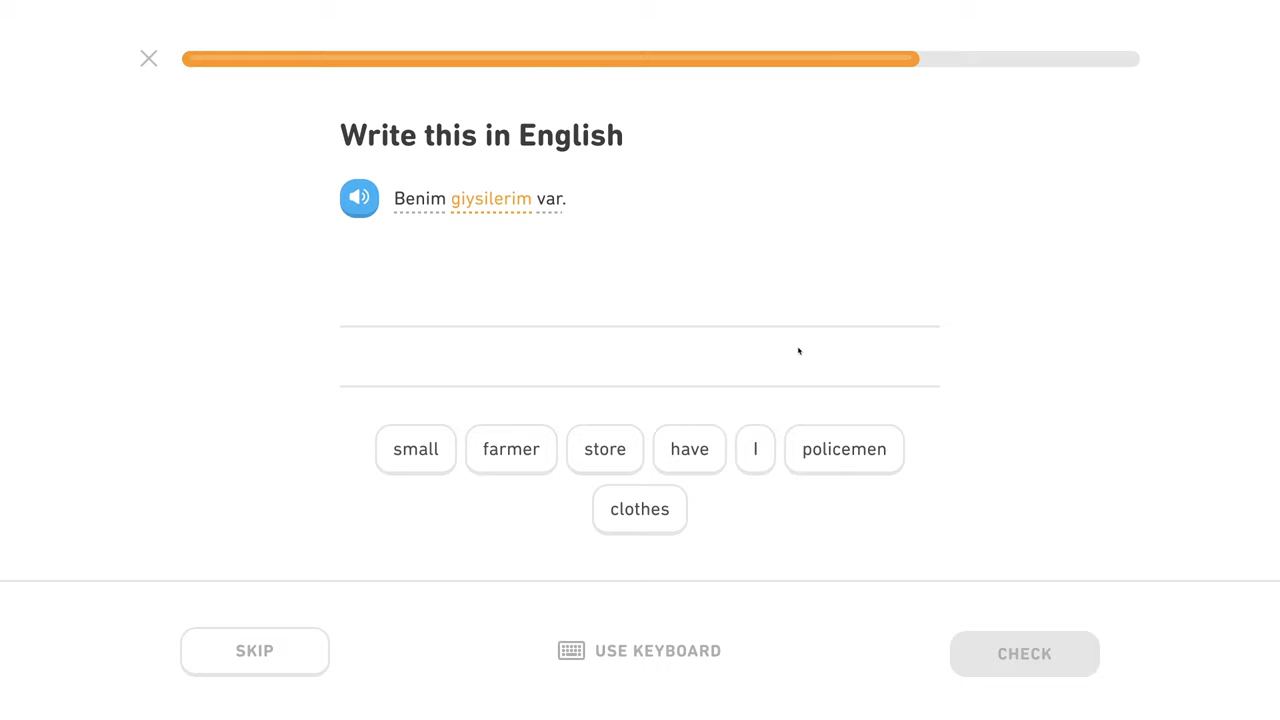 Write this in English
Benim giysilerim var.
small farmer store have I policemen
clothes
SKIP USE KEYBOARD CHECK